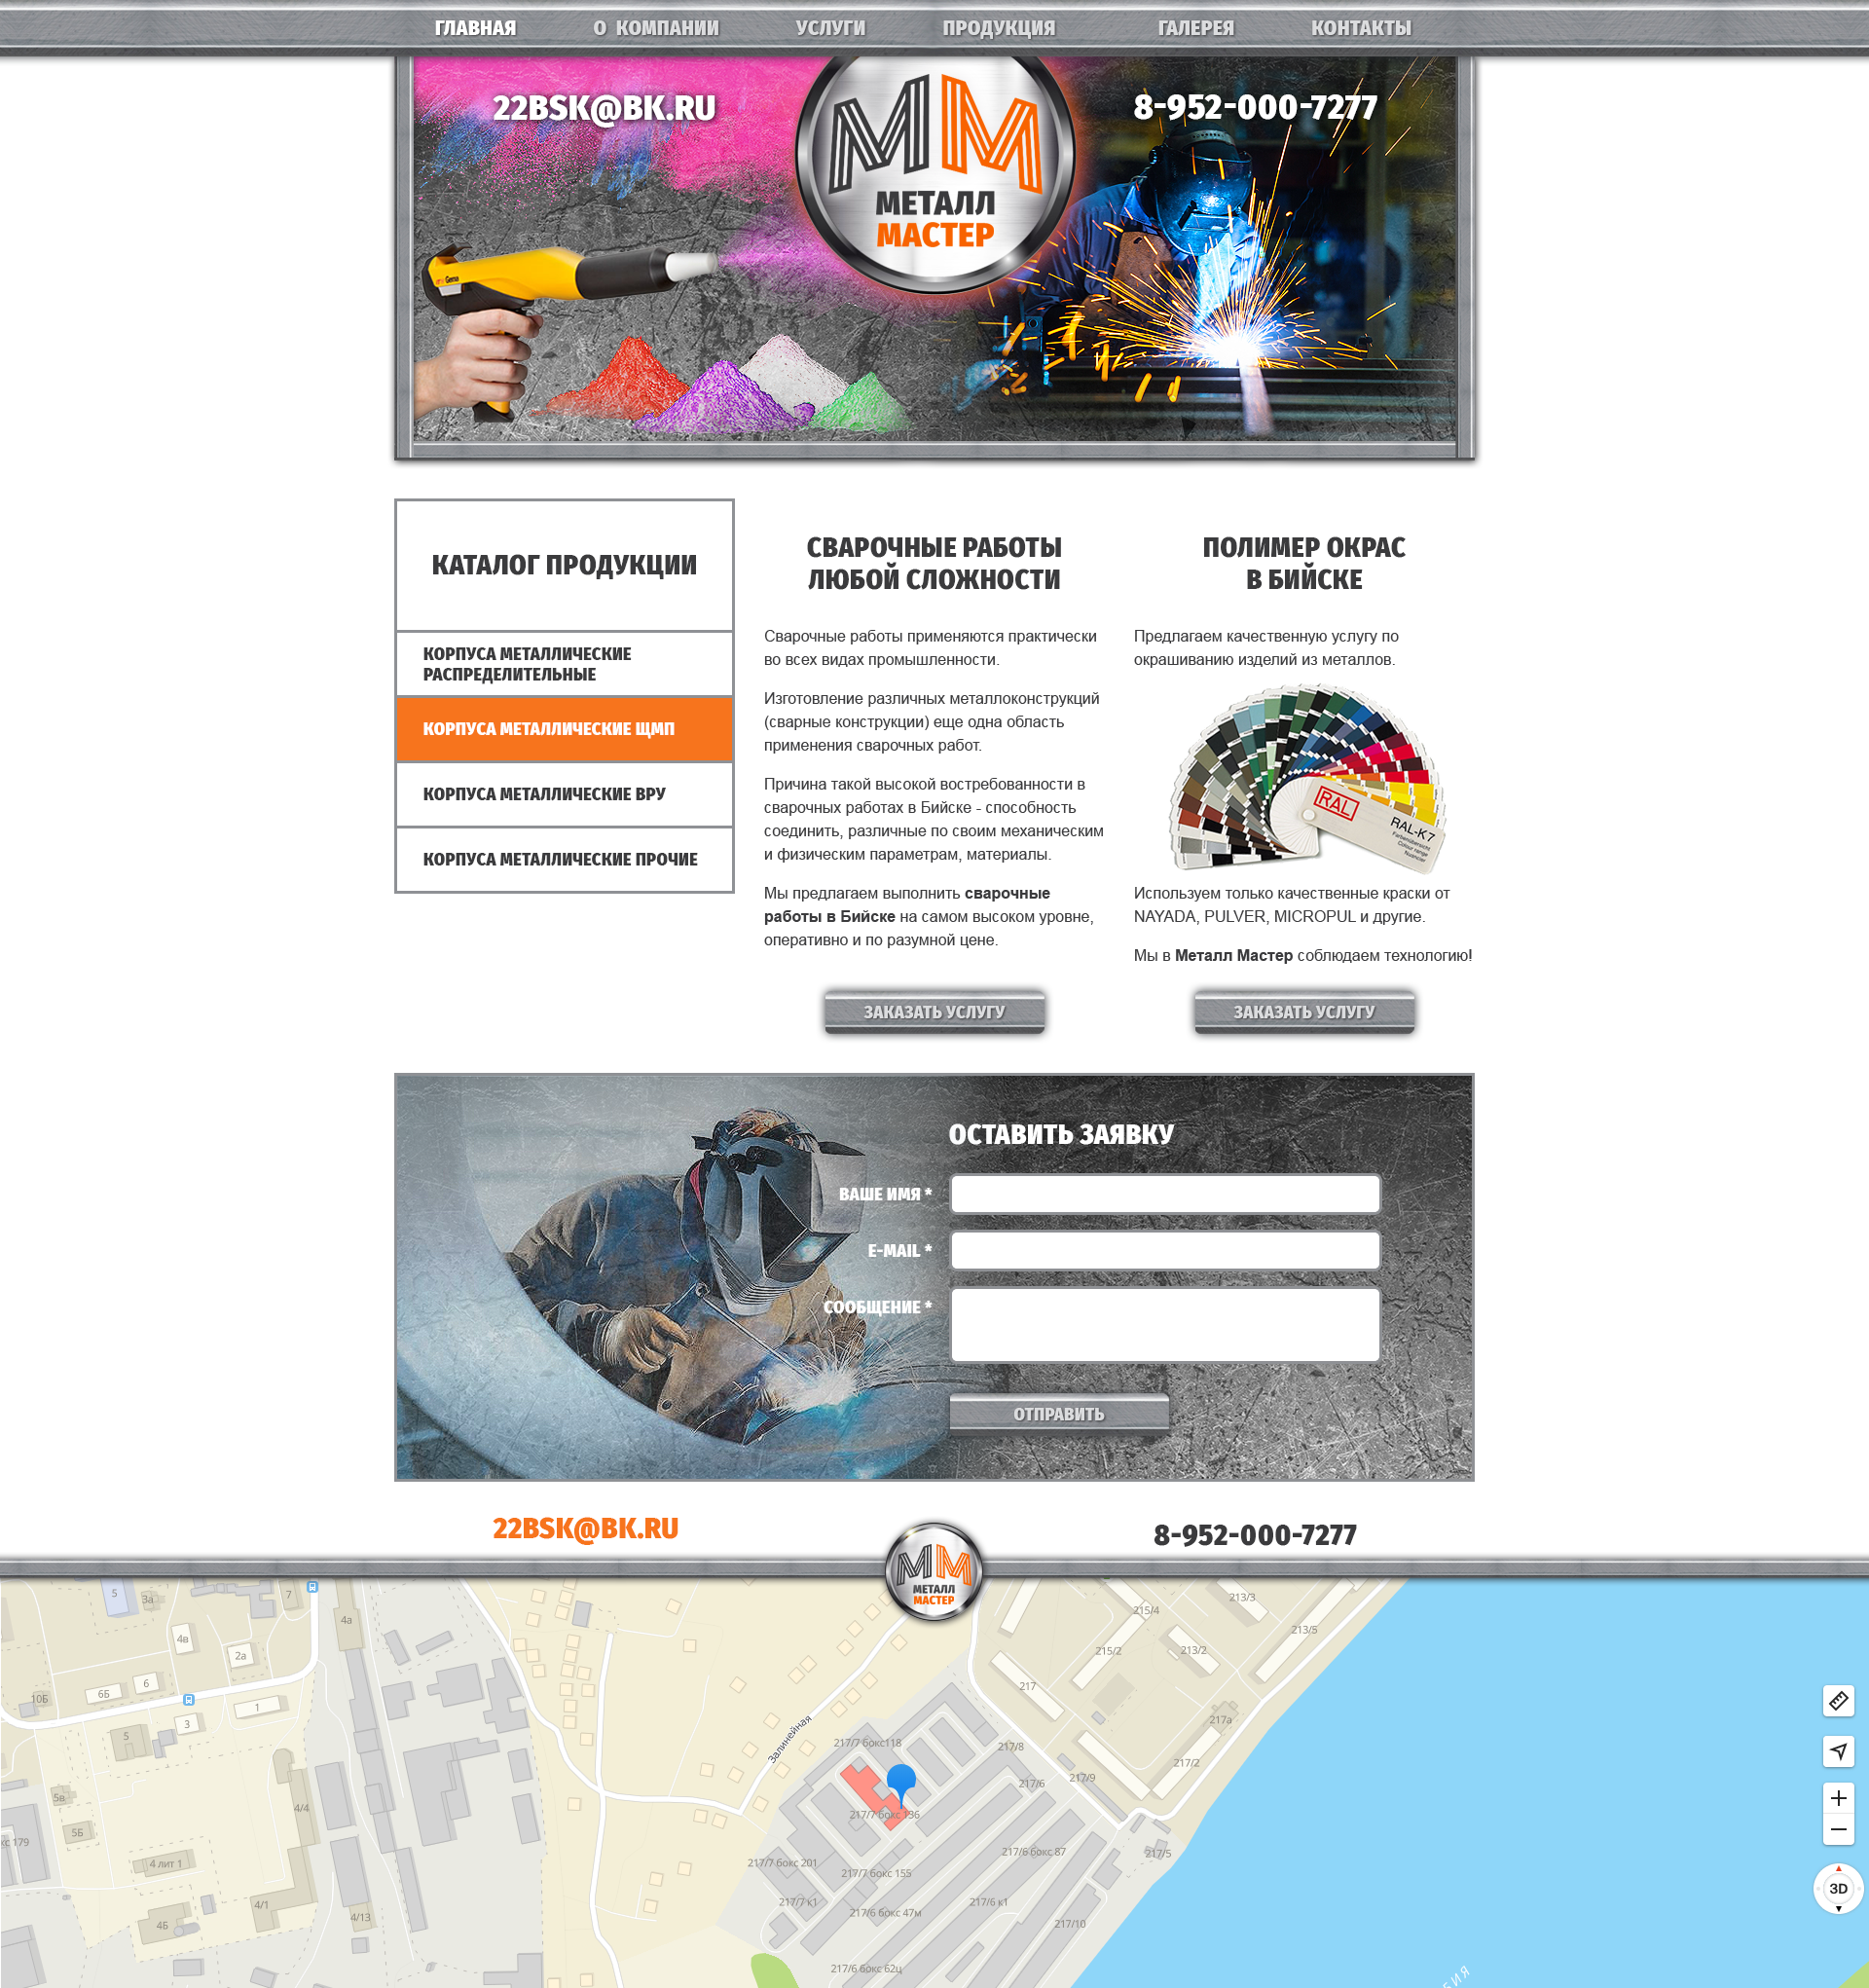 ГЛАВНАЯ
О КОМПАНИИ
УСЛУГИ
ПРОДУКЦИЯ
ГАЛЕРЕЯ
КОНТАКТЫ
22BSK@BK.RU
8-952-000-7277
ММ
МЕТАЛЛ
МАСТЕР
Gema
КАТАЛОГ ПРОДУКЦИИ
КОРПУСА МЕТАЛЛИЧЕСКИЕ
РАСПРЕДЕЛИТЕЛЬНЫЕ
КОРПУСА МЕТАЛЛИЧЕСКИЕ ЩМП
КОРПУСА МЕТАЛЛИЧЕСКИЕ ВРУ
КОРПУСА МЕТАЛЛИЧЕСКИЕ ПРОЧИЕ
СВАРОЧНЫЕ РАБОТЫ
ЛЮБОЙ СЛОЖНОСТИ
Сварочные работы применяются практически
во всех видах промышленности.
Изготовление различных металлоконструкций
(сварные конструкции) еще одна область
применения сварочных работ.
Причина такой высокой востребованности в
сварочных работах в Бийске - способность
соединить, различные по своим механическим
и физическим параметрам, материалы.
Мы предлагаем выполнить сварочные
работы в Бийске на самом высоком уровне,
оперативно и по разумной цене.
ЗАКАЗАТЬ УСЛУГУ
ПОЛИМЕР ОКРАС
В БИЙСКЕ
Предлагаем качественную услугу по
окрашиванию изделий из металлов.
RAL
RAL-K7
Farbenübersicht
Colour range
Nuancier
Используем только качественные краски от
NAYADA, PULVER, MICROPUL и другие.
Мы в Металл Мастер соблюдаем технологию!
ЗАКАЗАТЬ УСЛУГУ
ОСТАВИТЬ ЗАЯВКУ
ВАШЕ ИМЯ *
E-MAIL *
СООБЩЕНИЕ *
ОТПРАВИТЬ
22BSK@BK.RU
8-952-000-7277
ММ
МЕТАЛЛ
МАСТЕР
5
3а
7
4а
4в
2а
10Б
6Б
6
1
3
5
5в
5Б
4/4
кс 179
4 лит 1
4/1
4Б
4/13
Залинейная
215/4
213/3
213/5
215/2
213/2
217
217а
217/7 бокс118
217/8
217/2
217/6
217/9
217/7 бокс 136
217/6 бокс 87
217/5
217/7 бокс 201
217/7 бокс 155
217/7 к1
217/6 бокс 47м
217/6 к1
217/10
217/6 бокс 62ц
3D